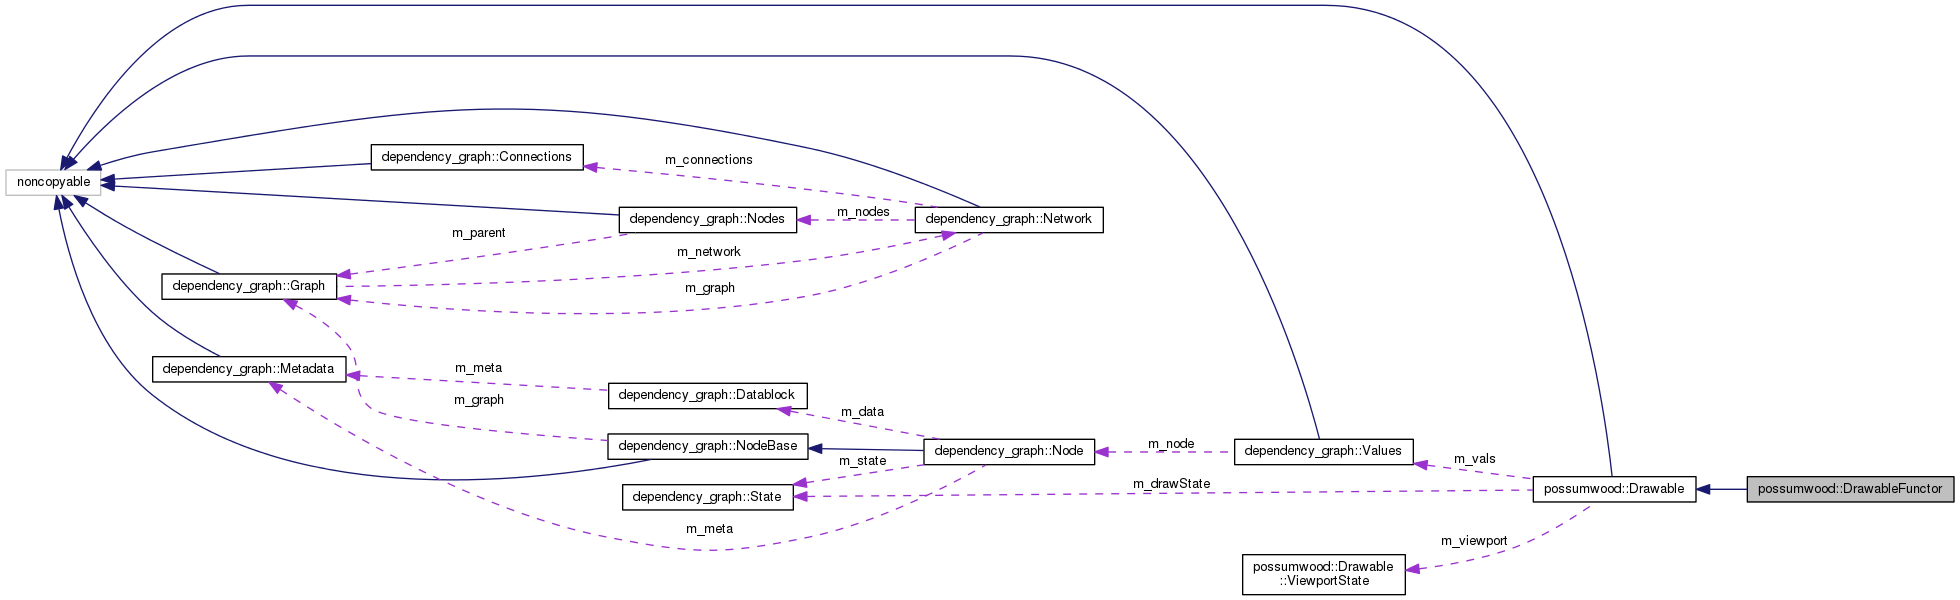 dependency_graph::Connections
m_connections
noncopyable
dependency_graph::Nodes
m_nodes
dependency_graph::Network
m_parent
m_network
dependency_graph::Graph
m_graph
dependency_graph::Metadata
m_meta
dependency_graph::Datablock
m_graph
m_data
dependency_graph::NodeBase
dependency_graph::Node
m_node
dependency_graph::Values
m_state
m_vals
dependency_graph::State
m_drawState
possumwood::Drawable
possumwood::DrawableFunctor
m_meta
m_viewport
possumwood::Drawable
::ViewportState